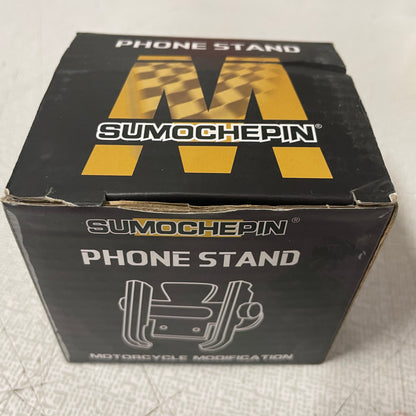 PHONE STAND
M
SUMOCHEPIN®
SUMOCHEPIN®
PHONE STAND
MOTORCYCLE MODIFICATION